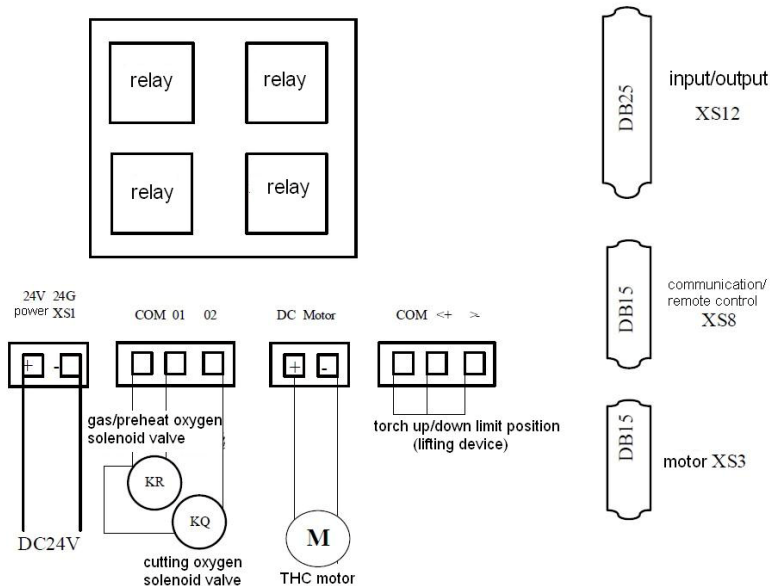 relay
relay
relay
relay
DB25
input/output
XS12
DB15
communication/
remote control
XS8
DB15
motor XS3
24V 24G
power XS1
COM 01 02
DC Motor
COM <+ >-
+ -
+ -
gas/preheat oxygen
solenoid valve
torch up/down limit position
(lifting device)
KR
KQ
M
DC24V
cutting oxygen
solenoid valve
THC motor